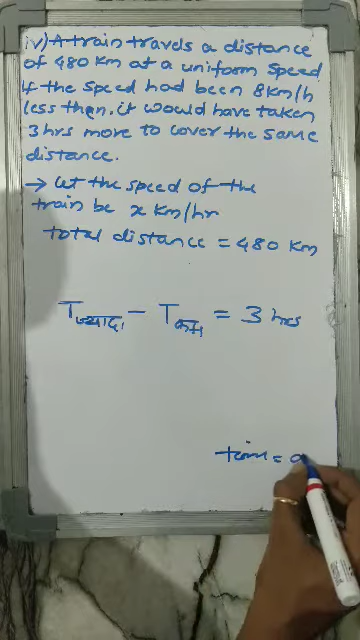 iv) A train travels a distance
of 480 Km at a uniform speed
If the speed had been 8Km/h
less then. it would have taken
3 hrs more to cover the same
distance.
→ Let the speed of the
train be x Km/hr
total distance = 480 Km
T - T = 3 hrs
time =